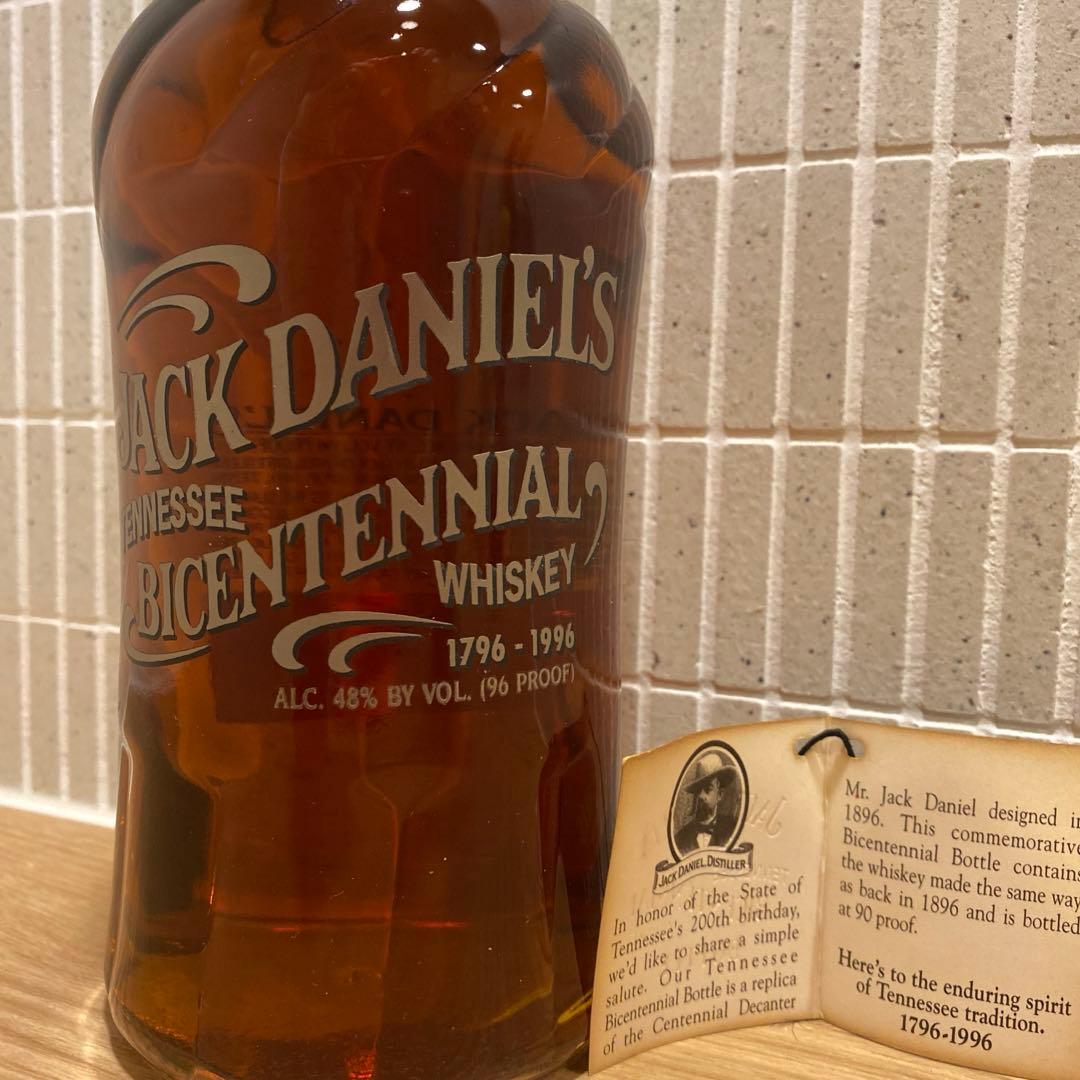 JACK DANIEL'S
TENNESSEE
BICENTENNIAL
WHISKEY
1796 - 1996
ALC. 48% BY VOL. (96 PROOF)
JACK DANIEL, DISTILLER
In honor of the State of
Tennessee's 200th birthday,
we'd like to share a simple
salute. Our Tennessee
Bicentennial Bottle is a replica
of the Centennial Decanter
Mr. Jack Daniel designed in
1896. This commemorative
Bicentennial Bottle contains
the whiskey made the same way
as back in 1896 and is bottled
at 90 proof.
Here's to the enduring spirit
of Tennessee tradition.
1796-1996